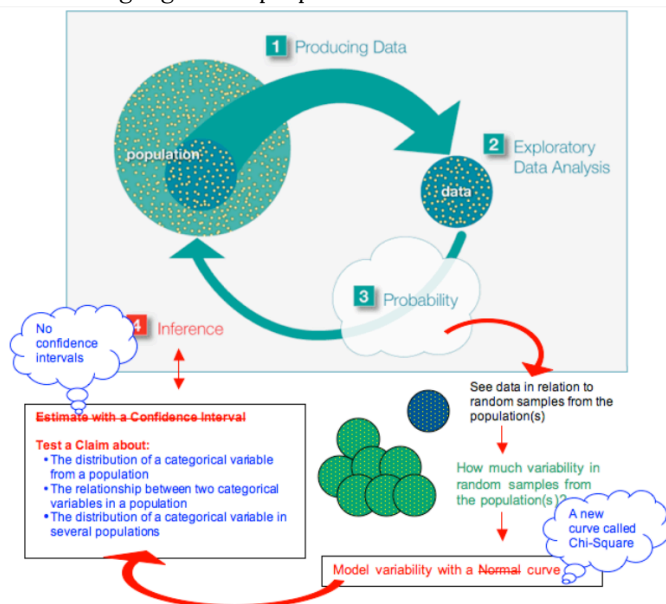 1 Producing Data
population
2 Exploratory
Data Analysis
data
3 Probability
4 Inference
No
confidence
intervals
Estimate with a Confidence Interval
Test a Claim about:
• The distribution of a categorical variable
from a population
• The relationship between two categorical
variables in a population
• The distribution of a categorical variable in
several populations
See data in relation to
random samples from the
population(s)
How much variability in
random samples from
the population(s)?
A new
curve called
Chi-Square
Model variability with a Normal curve